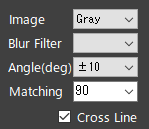 Image Gray
Blur Filter
Angle(deg) ±10
Matching 90
Cross Line